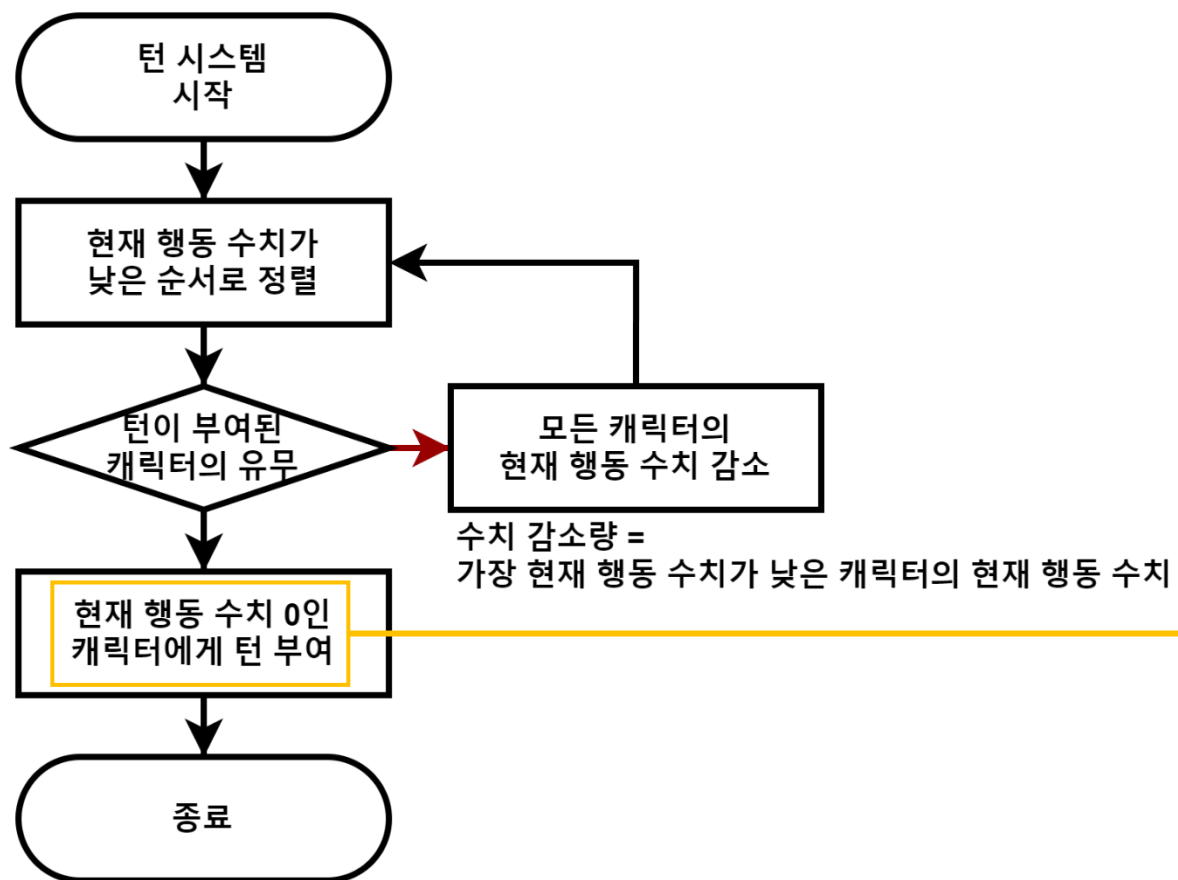 턴 시스템
시작
현재 행동 수치가
낮은 순서로 정렬
턴이 부여된
캐릭터의 유무
모든 캐릭터의
현재 행동 수치 감소
수치 감소량 =
가장 현재 행동 수치가 낮은 캐릭터의 현재 행동 수치
현재 행동 수치 0인
캐릭터에게 턴 부여
종료